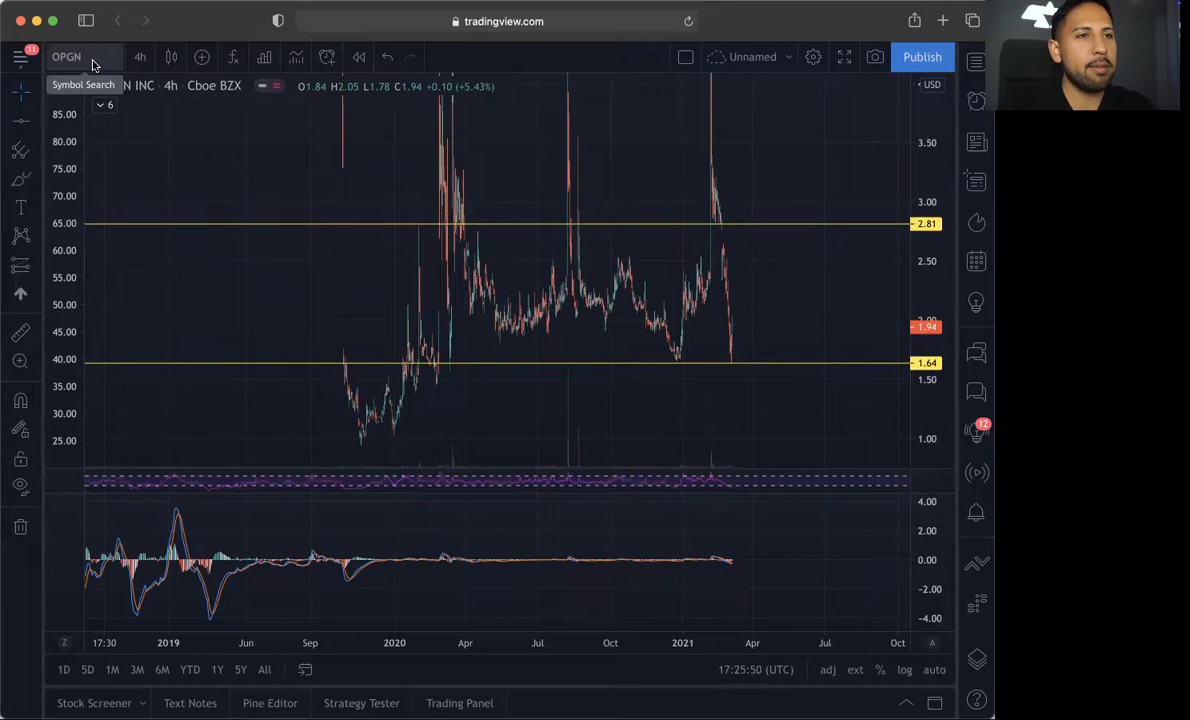 tradingview.com
11
OPGN
4h
Unnamed
Publish
Symbol Search
N INC · 4h · Cboe BZX
O1.84 H2.05 L1.78 C1.94 +0.10 (+5.43%)
USD
6
85.00
80.00
75.00
70.00
65.00
60.00
55.00
50.00
45.00
40.00
35.00
30.00
25.00
3.50
3.00
2.81
2.50
2.00
1.94
1.64
1.50
1.00
12
4.00
2.00
0.00
−2.00
−4.00
Z
17:30
2019
Jun
Sep
2020
Apr
Jul
Oct
2021
Apr
Jul
Oct
A
1D
5D
1M
3M
6M
YTD
1Y
5Y
All
17:25:50 (UTC)
adj
ext
%
log
auto
Stock Screener
Text Notes
Pine Editor
Strategy Tester
Trading Panel